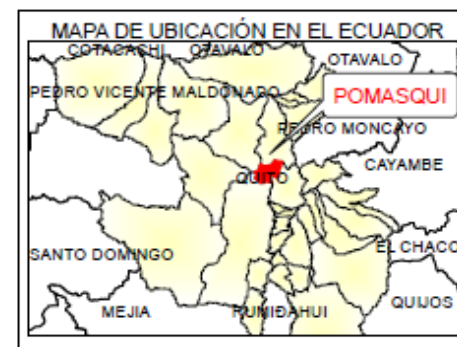 MAPA DE UBICACIÓN EN EL ECUADOR
COTACACHI
OTAVALO
OTAVALO
PEDRO VICENTE MALDONADO
POMASQUI
PEDRO MONCAYO
CAYAMBE
QUITO
SANTO DOMINGO
EL CHACO
MEJIA
RUMIÐAHUI
QUIJOS